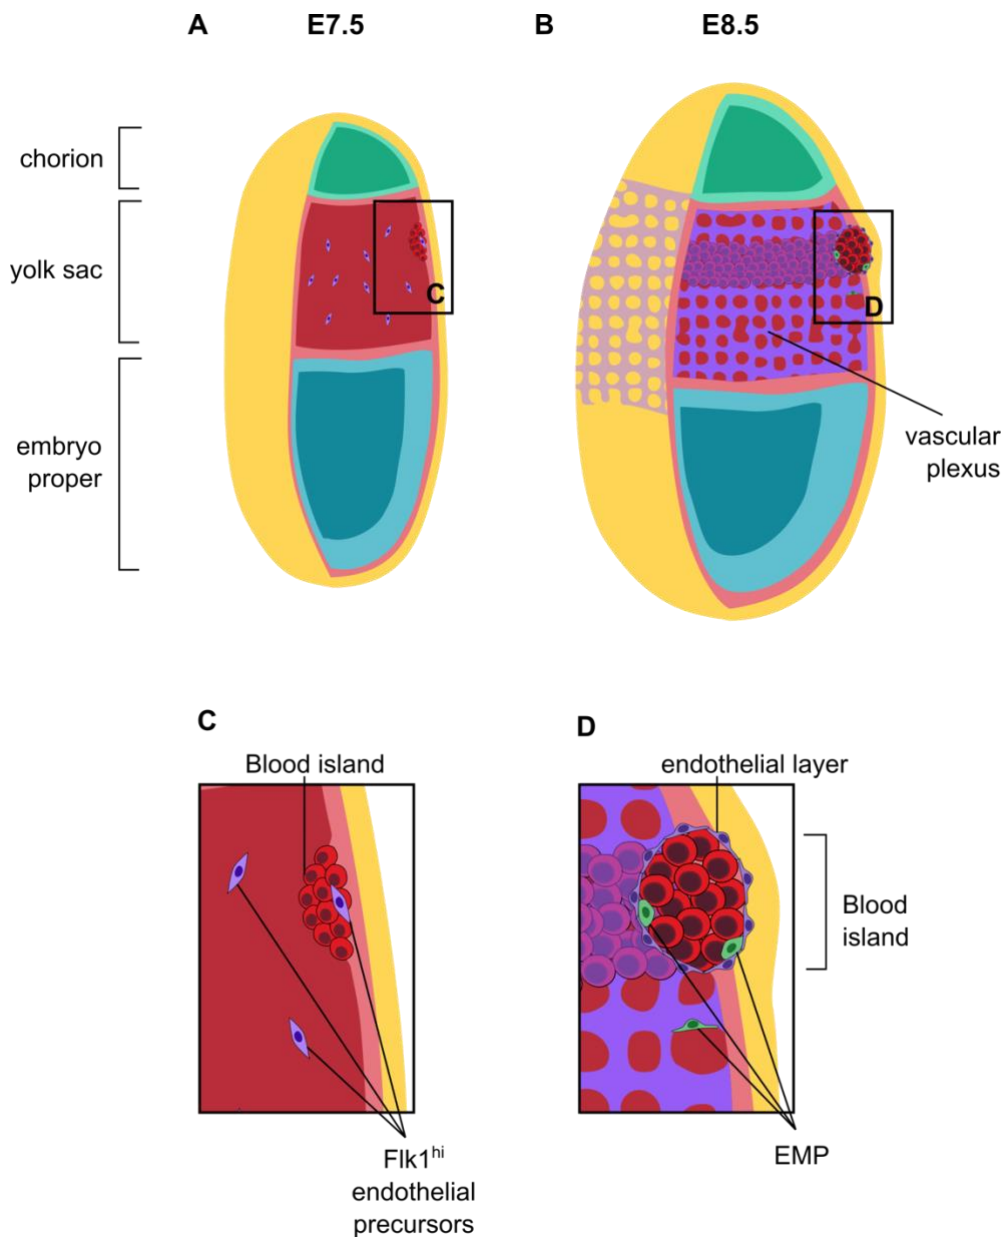 A
E7.5
B
E8.5
chorion
yolk sac
C
D
embryo
proper
vascular
plexus
C
Blood island
Flk1hi
endothelial
precursors
D
endothelial layer
Blood
island
EMP